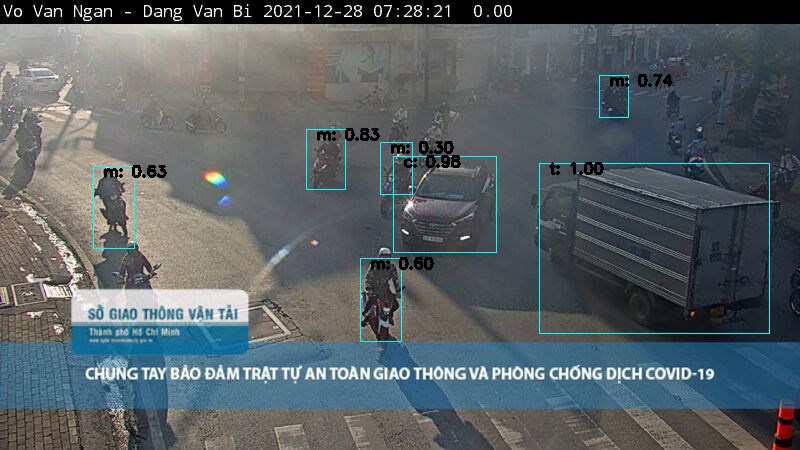 Vo Van Ngan - Dang Van Bi 2021-12-28 07:28:21 0.00
m: 0.74
m: 0.83
m: 0.30
c: 0.98
m: 0.63
t: 1.00
m: 0.60
SỞ GIAO THÔNG VẬN TẢI
Thành phố Hồ Chí Minh
CHUNG TAY BẢO ĐẢM TRẬT TỰ AN TOÀN GIAO THÔNG VÀ PHÒNG CHỐNG DỊCH COVID-19